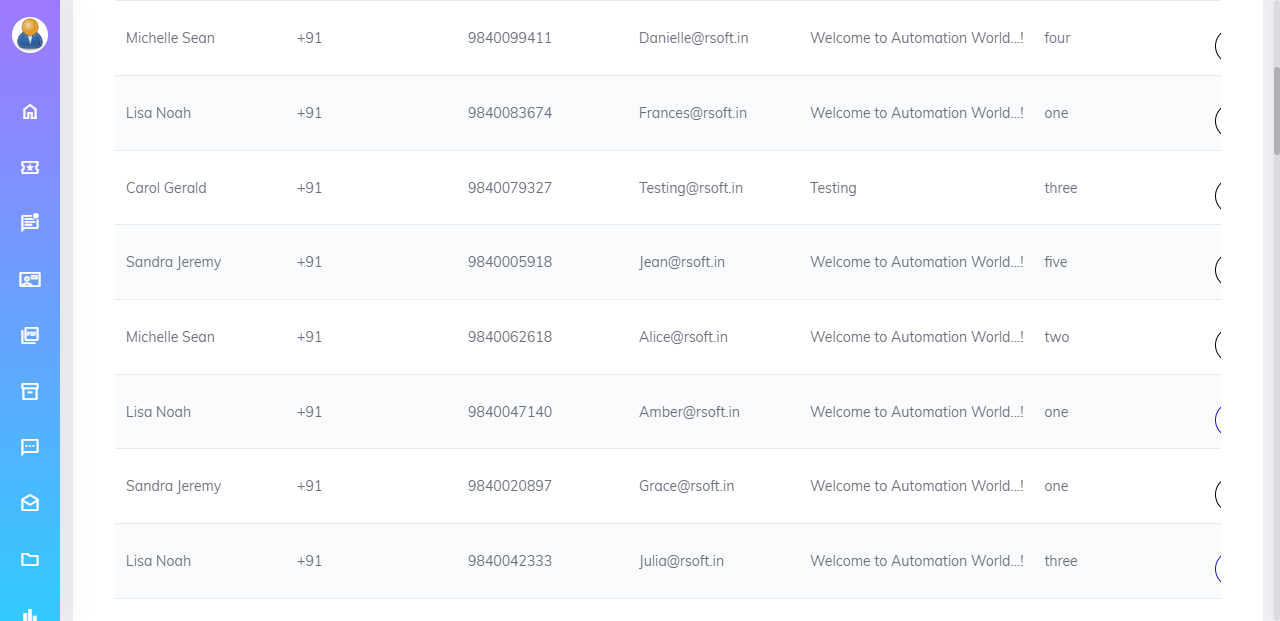 Michelle Sean +91 9840099411 Danielle@rsoft.in Welcome to Automation World...! four
Lisa Noah +91 9840083674 Frances@rsoft.in Welcome to Automation World...! one
Carol Gerald +91 9840079327 Testing@rsoft.in Testing three
Sandra Jeremy +91 9840005918 Jean@rsoft.in Welcome to Automation World...! five
Michelle Sean +91 9840062618 Alice@rsoft.in Welcome to Automation World...! two
Lisa Noah +91 9840047140 Amber@rsoft.in Welcome to Automation World...! one
Sandra Jeremy +91 9840020897 Grace@rsoft.in Welcome to Automation World...! one
Lisa Noah +91 9840042333 Julia@rsoft.in Welcome to Automation World...! three